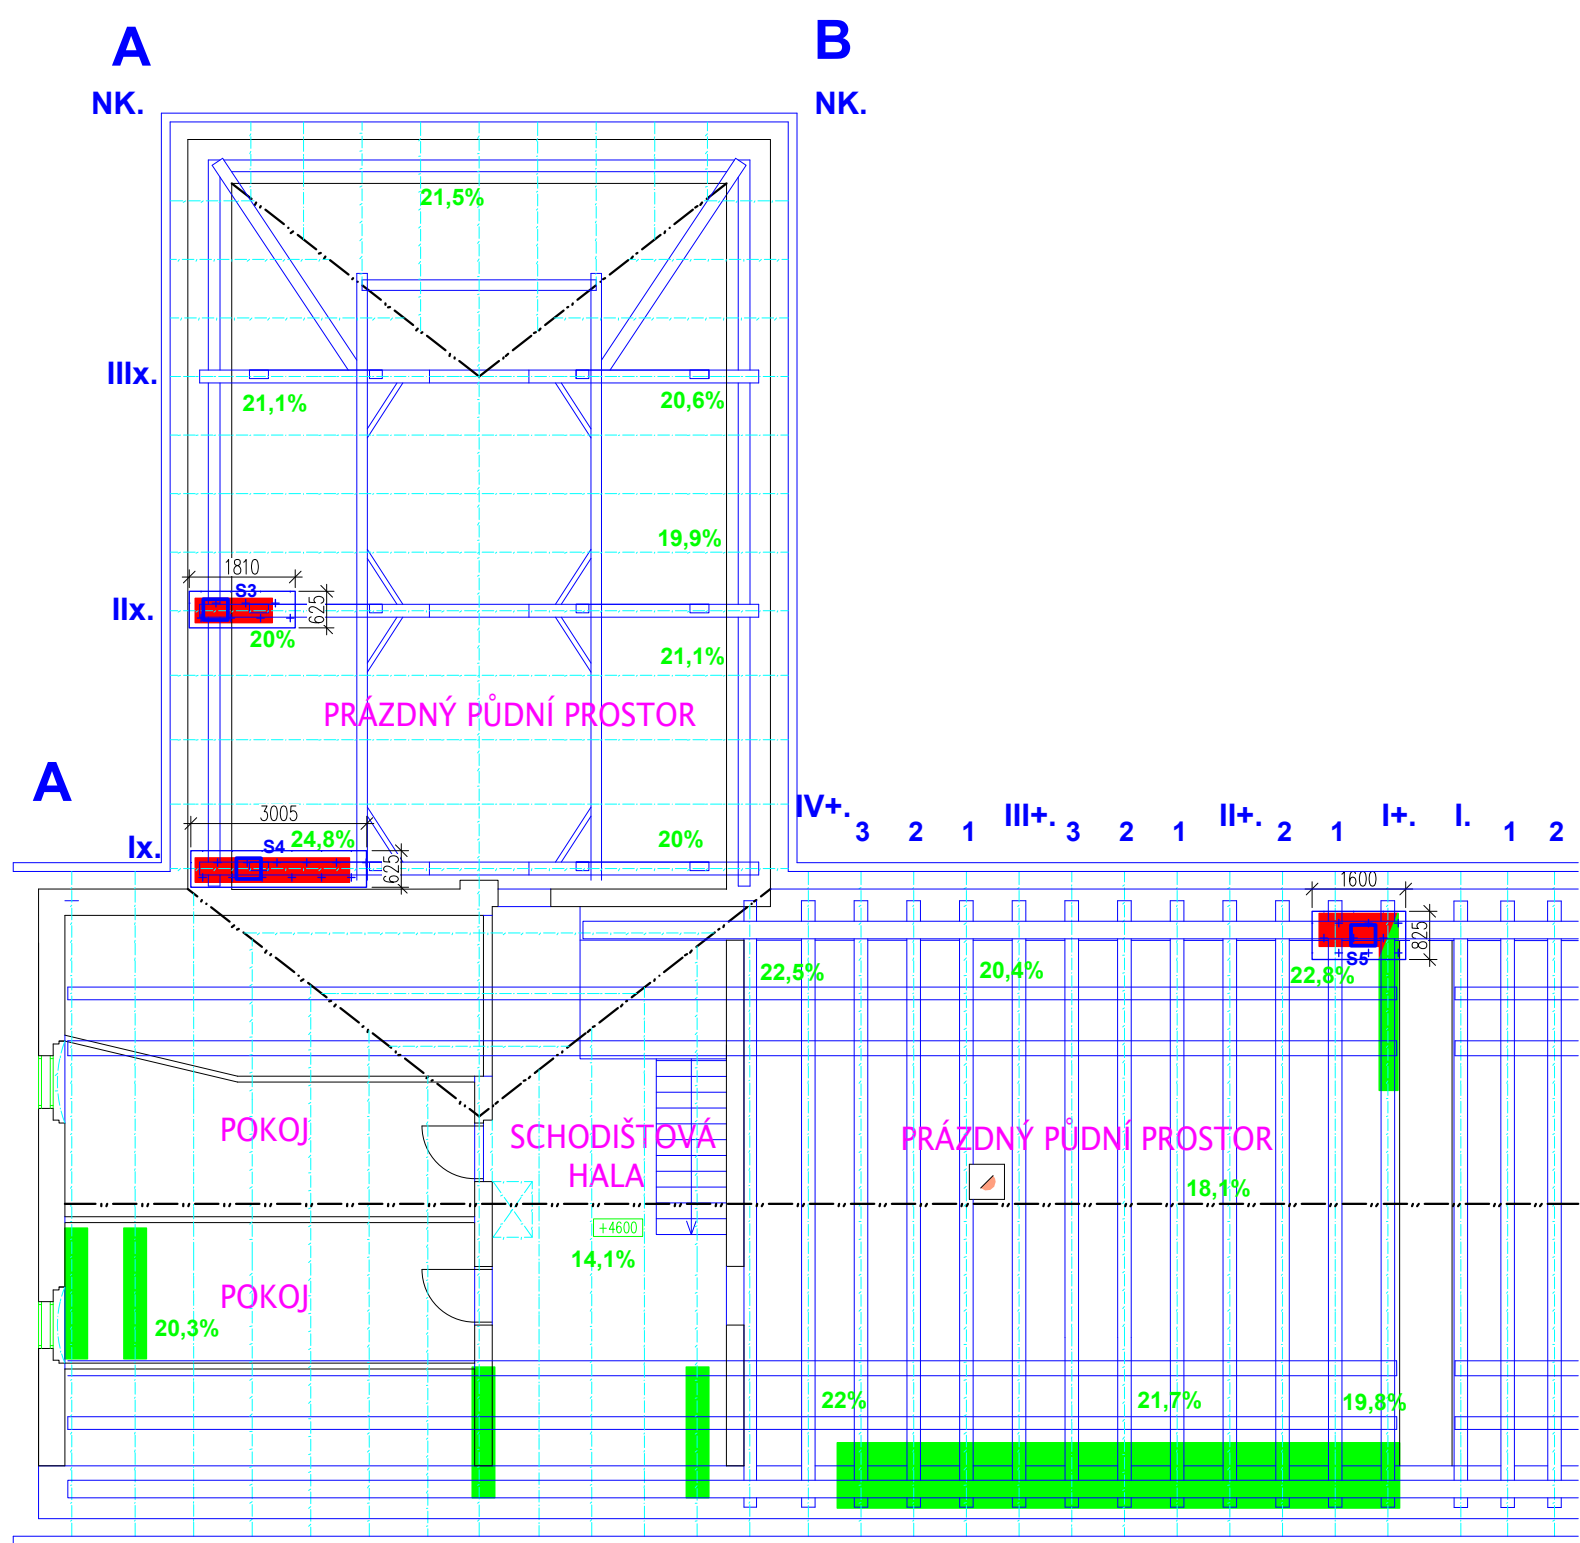 A
B
NK.
NK.
21,5%
IIIx.
21,1%
20,6%
19,9%
1810
S3
IIx.
625
20%
21,1%
PRÁZDNÝ PŮDNÍ PROSTOR
A
3005
IV+.
3
2
1
III+.
3
2
1
II+.
2
1
I+.
I.
1
2
Ix.
24,8%
S4
625
20%
1600
825
S5
22,5%
20,4%
22,8%
POKOJ
SCHODIŠTOVÁ
HALA
PRÁZDNÝ PŮDNÍ PROSTOR
18,1%
+4600
14,1%
POKOJ
20,3%
22%
21,7%
19,8%